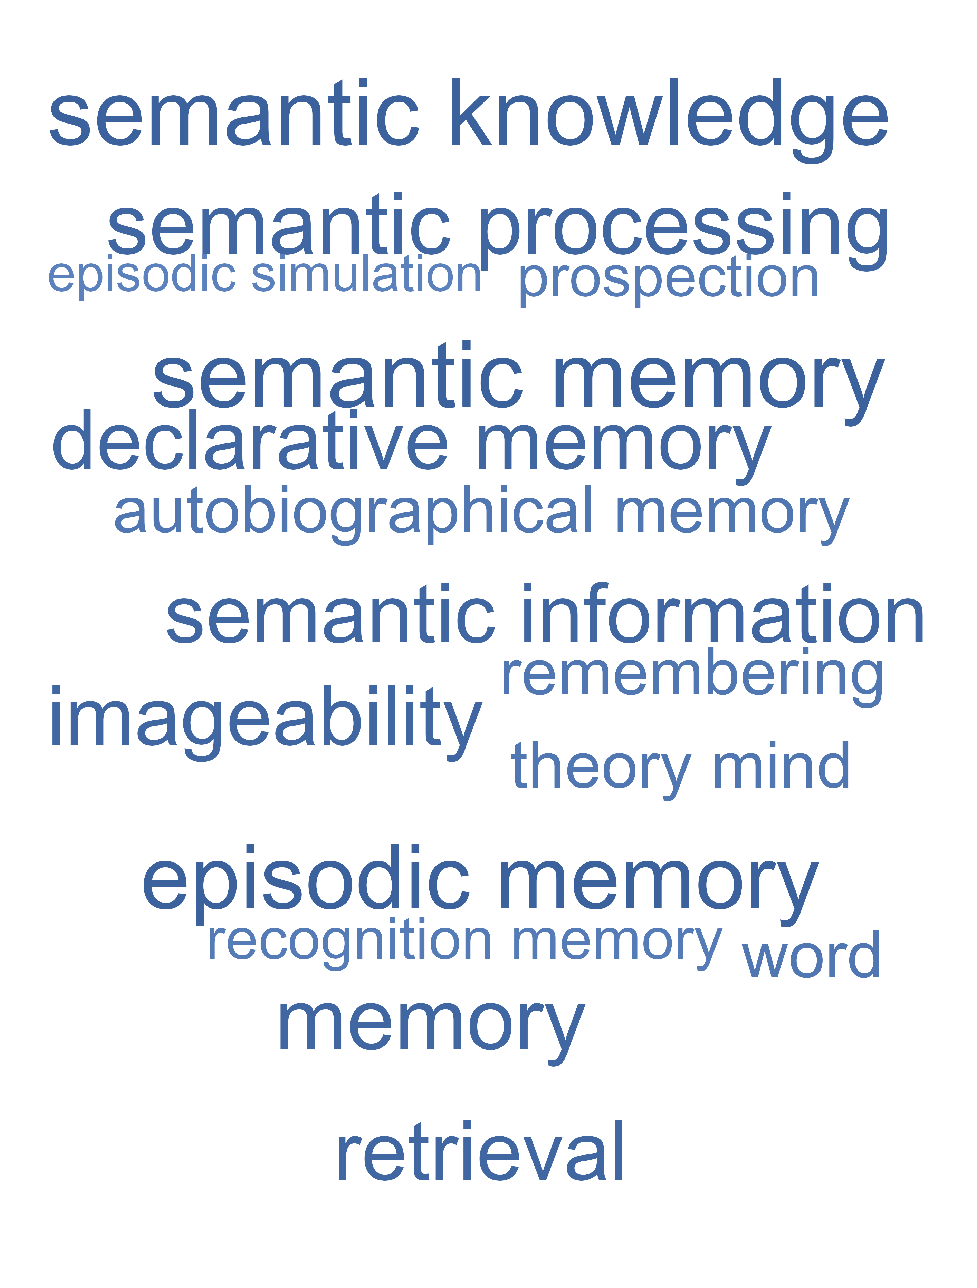 semantic knowledge
semantic processing
episodic simulation
prospection
semantic memory
declarative memory
autobiographical memory
semantic information
remembering
imageability
theory mind
episodic memory
recognition memory
word
memory
retrieval